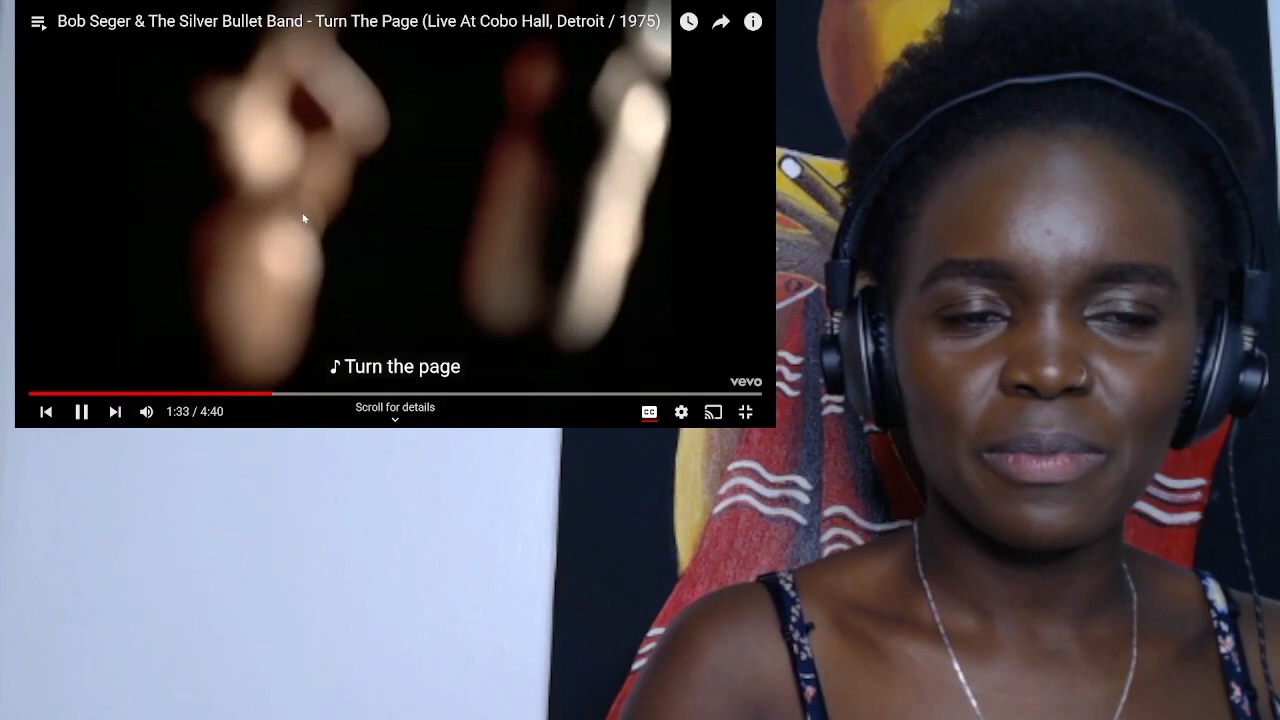 Bob Seger & The Silver Bullet Band - Turn The Page (Live At Cobo Hall, Detroit / 1975)
♪ Turn the page
vevo
1:33 / 4:40
Scroll for details
CC